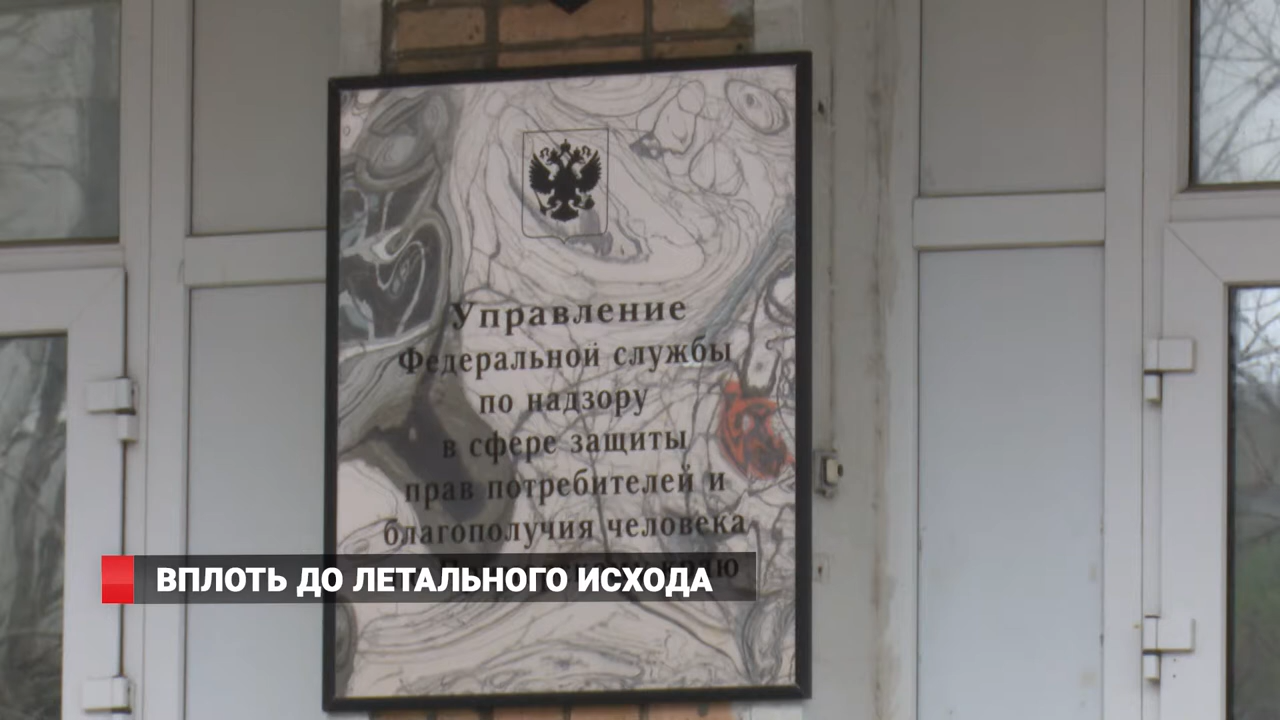 Управление
Федеральной службы
по надзору
в сфере защиты
прав потребителей и
благополучия человека
ВПЛОТЬ ДО ЛЕТАЛЬНОГО ИСХОДА